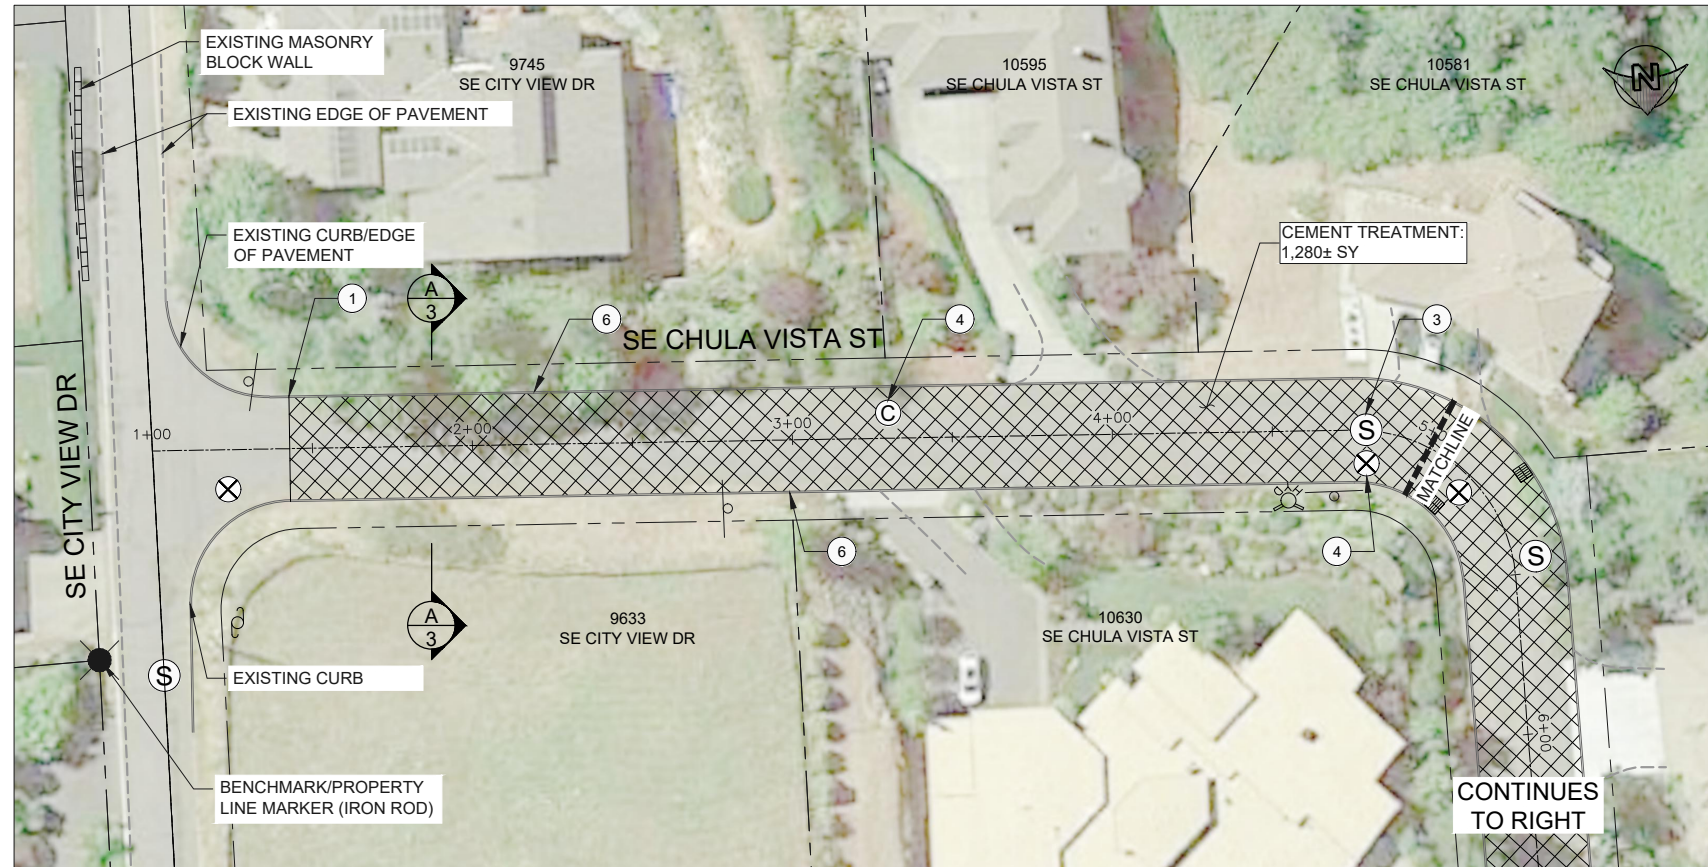 EXISTING MASONRY
BLOCK WALL
9745
SE CITY VIEW DR
10595
SE CHULA VISTA ST
10581
SE CHULA VISTA ST
N
EXISTING EDGE OF PAVEMENT
EXISTING CURB/EDGE
OF PAVEMENT
CEMENT TREATMENT:
1,280± SY
A
3
1
6
4
3
SE CHULA VISTA ST
SE CITY VIEW DR
1+00
2+00
3+00
4+00
C
S
MATCHLINE
6
4
S
A
3
9633
SE CITY VIEW DR
10630
SE CHULA VISTA ST
S
EXISTING CURB
6+00
BENCHMARK/PROPERTY
LINE MARKER (IRON ROD)
CONTINUES
TO RIGHT